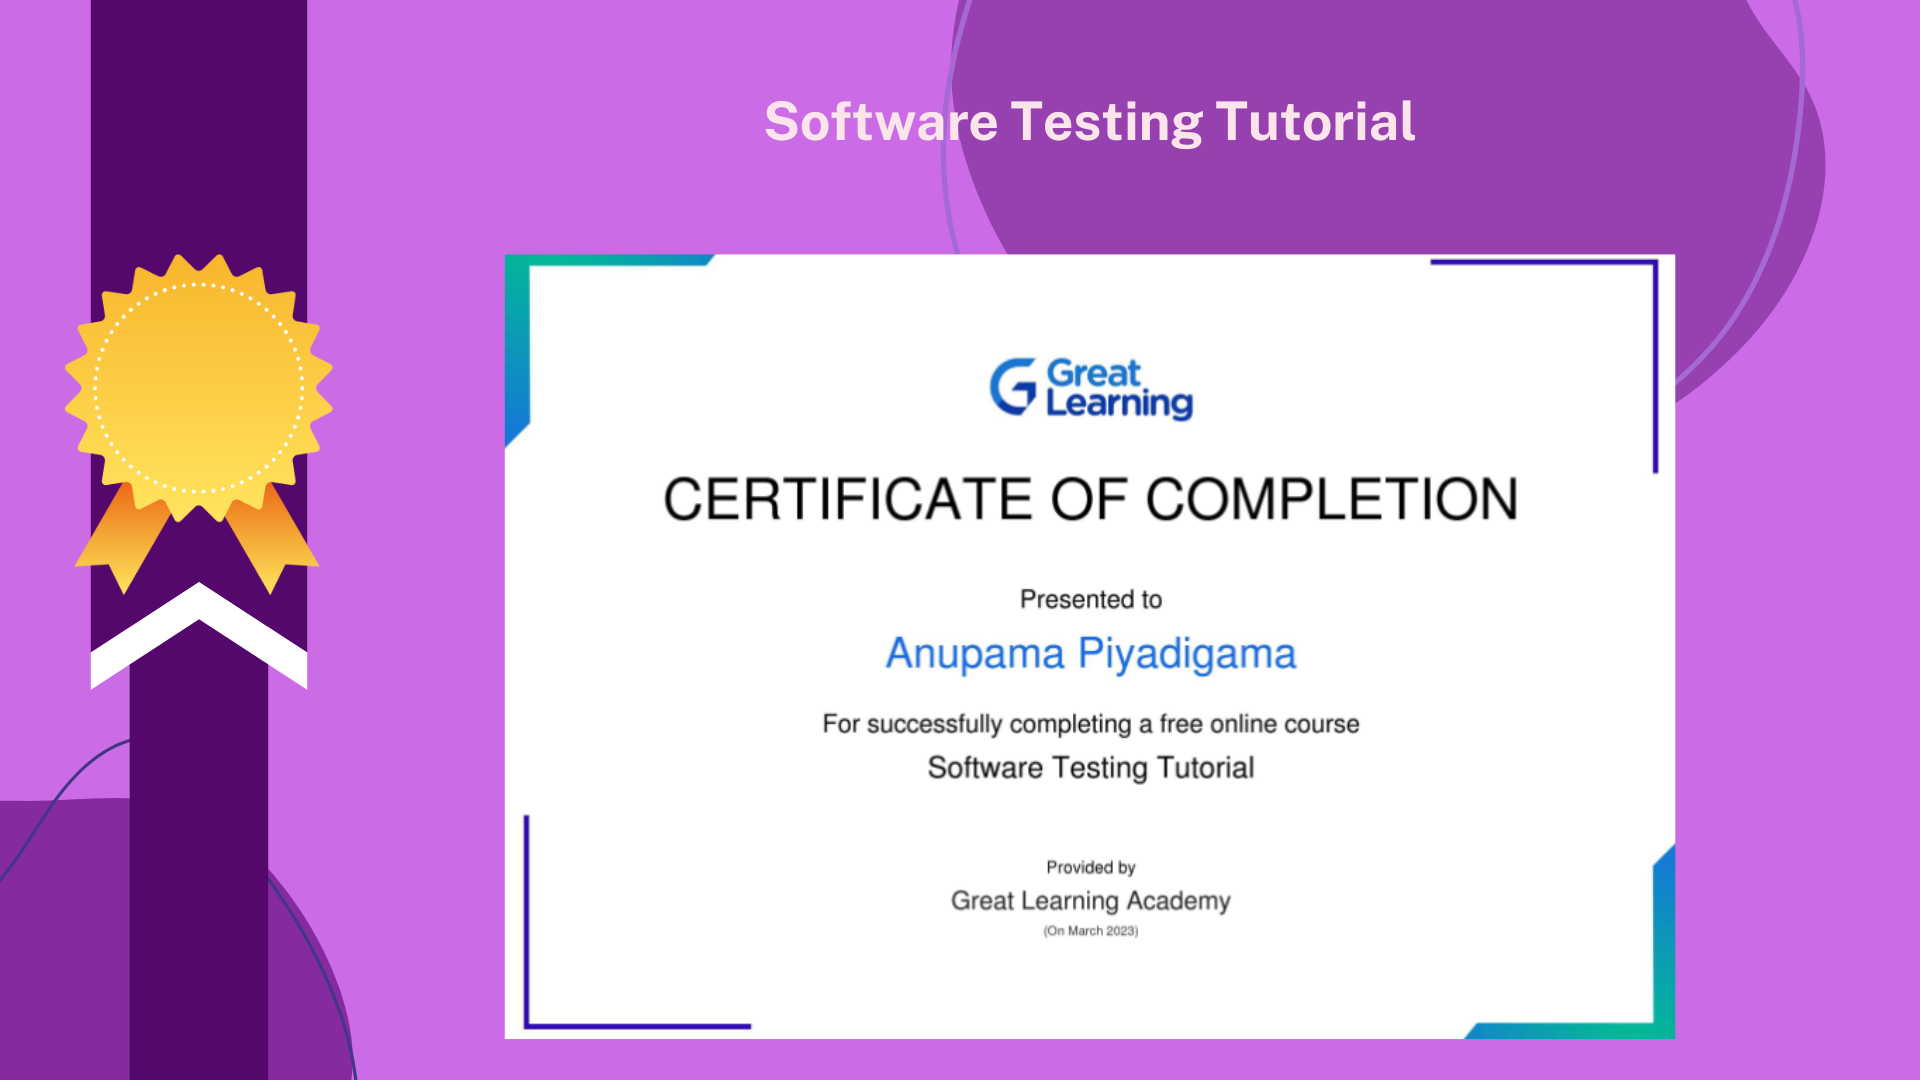 Software Testing Tutorial
Great
Learning
CERTIFICATE OF COMPLETION
Presented to
Anupama Piyadigama
For successfully completing a free online course
Software Testing Tutorial
Provided by
Great Learning Academy
(On March 2023)